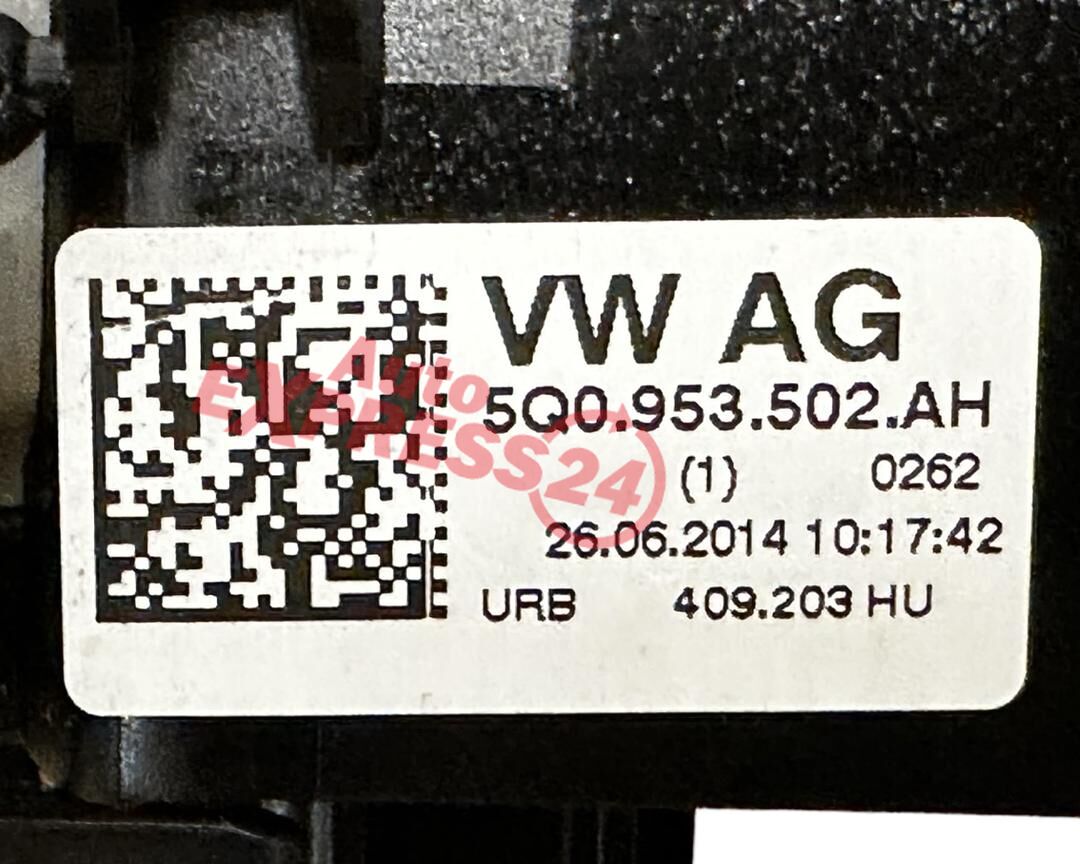 VW AG
5Q0.953.502.AH
(1) 0262
26.06.2014 10:17:42
URB 409.203 HU
Auto
EXPRESS24